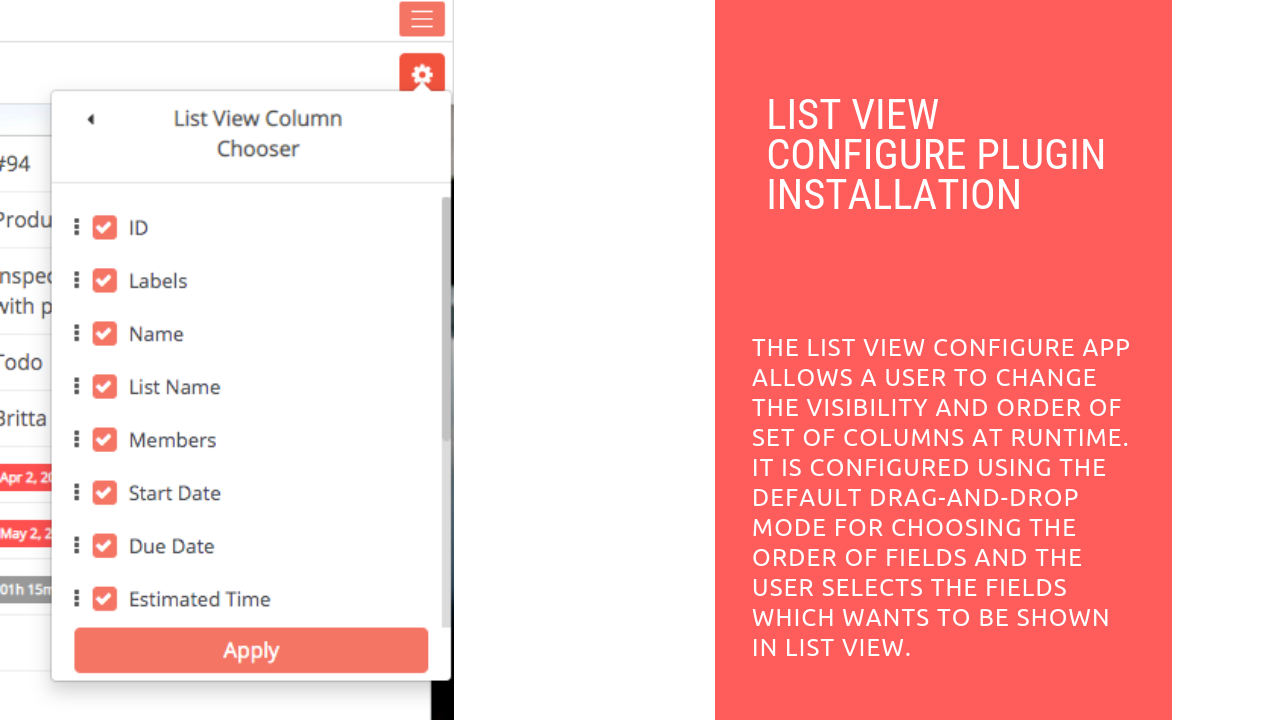 List View Column
Chooser
#94
Produ
nspec
with p
Todo
Britta
Apr 2, 20
May 2, 2
01h 15m
ID
Labels
Name
List Name
Members
Start Date
Due Date
Estimated Time
Apply
LIST VIEW
CONFIGURE PLUGIN
INSTALLATION
THE LIST VIEW CONFIGURE APP
ALLOWS A USER TO CHANGE
THE VISIBILITY AND ORDER OF
SET OF COLUMNS AT RUNTIME.
IT IS CONFIGURED USING THE
DEFAULT DRAG-AND-DROP
MODE FOR CHOOSING THE
ORDER OF FIELDS AND THE
USER SELECTS THE FIELDS
WHICH WANTS TO BE SHOWN
IN LIST VIEW.